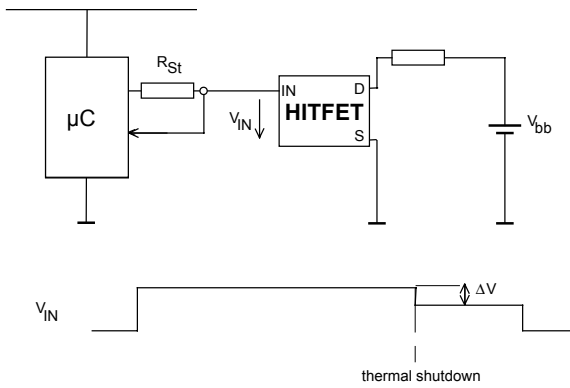 R_St
µC
IN
D
HITFET
S
V_IN
V_bb
V_IN
ΔV
thermal shutdown